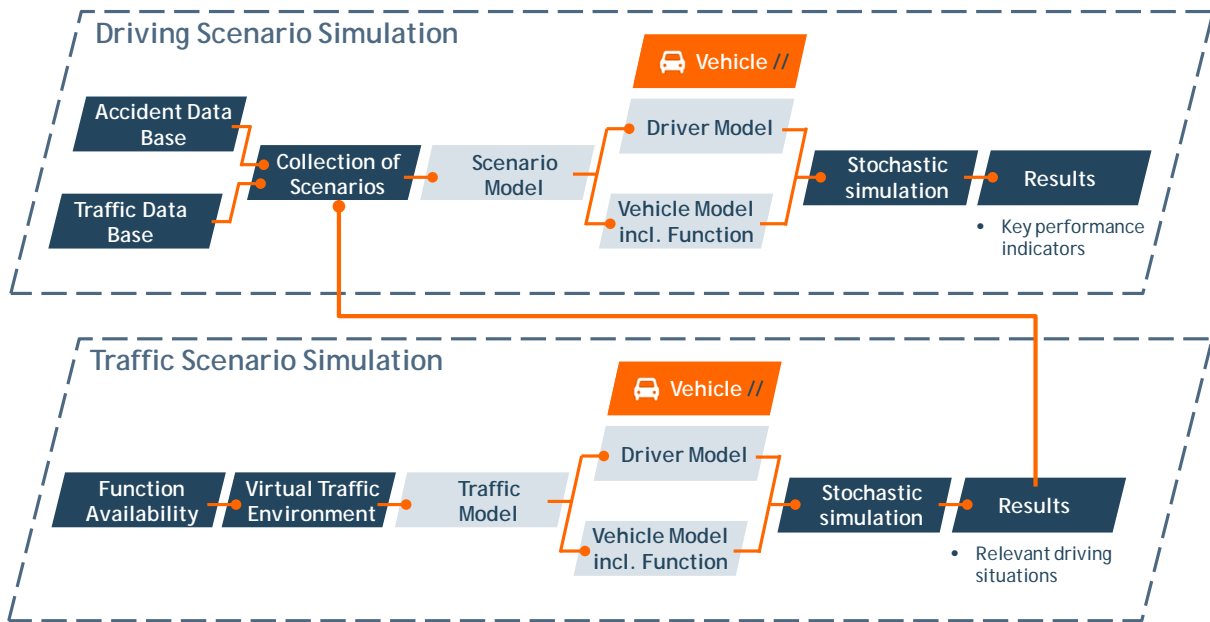 Driving Scenario Simulation
Vehicle //
Accident Data
Base
Driver Model
Collection of
Scenarios
Scenario
Model
Stochastic
simulation
Results
Traffic Data
Base
Vehicle Model
incl. Function
• Key performance
indicators
Traffic Scenario Simulation
Vehicle //
Driver Model
Function
Availability
Virtual Traffic
Environment
Traffic
Model
Stochastic
simulation
Results
Vehicle Model
incl. Function
• Relevant driving
situations